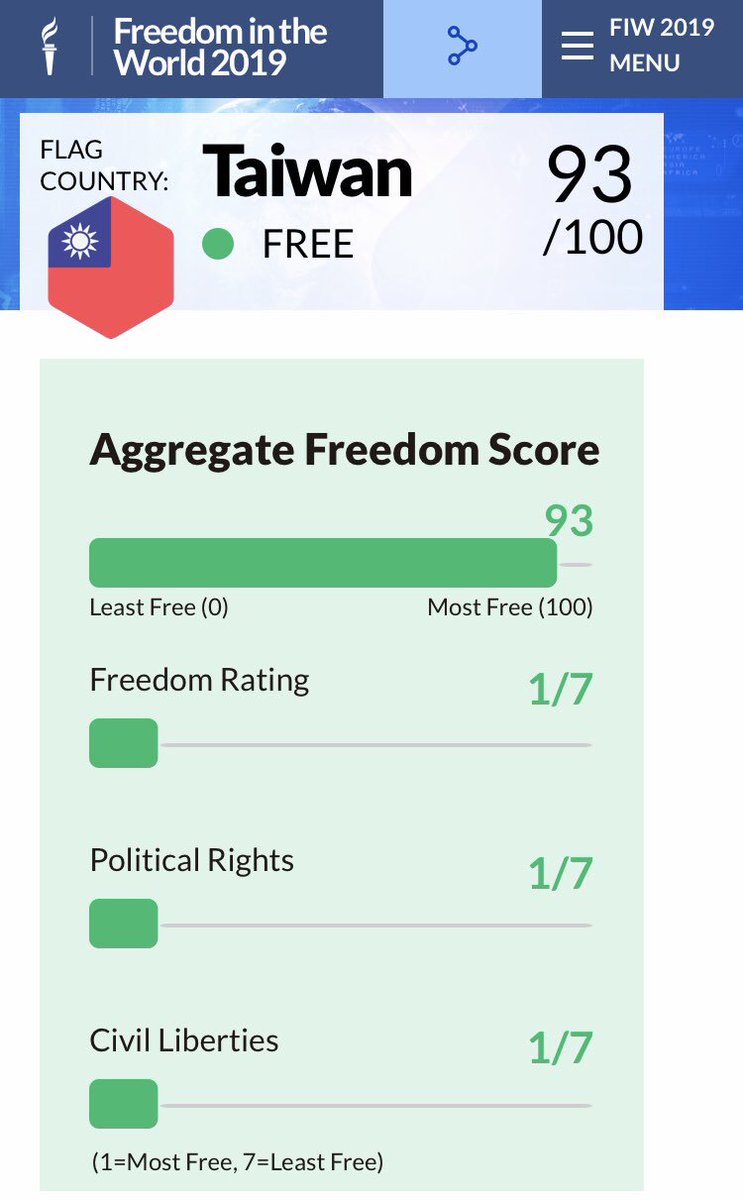 Freedom in the
World 2019
FIW 2019
MENU
FLAG
COUNTRY:
Taiwan
FREE
93
/100
Aggregate Freedom Score
93
Least Free (0)
Most Free (100)
Freedom Rating
1/7
Political Rights
1/7
Civil Liberties
1/7
(1=Most Free, 7=Least Free)